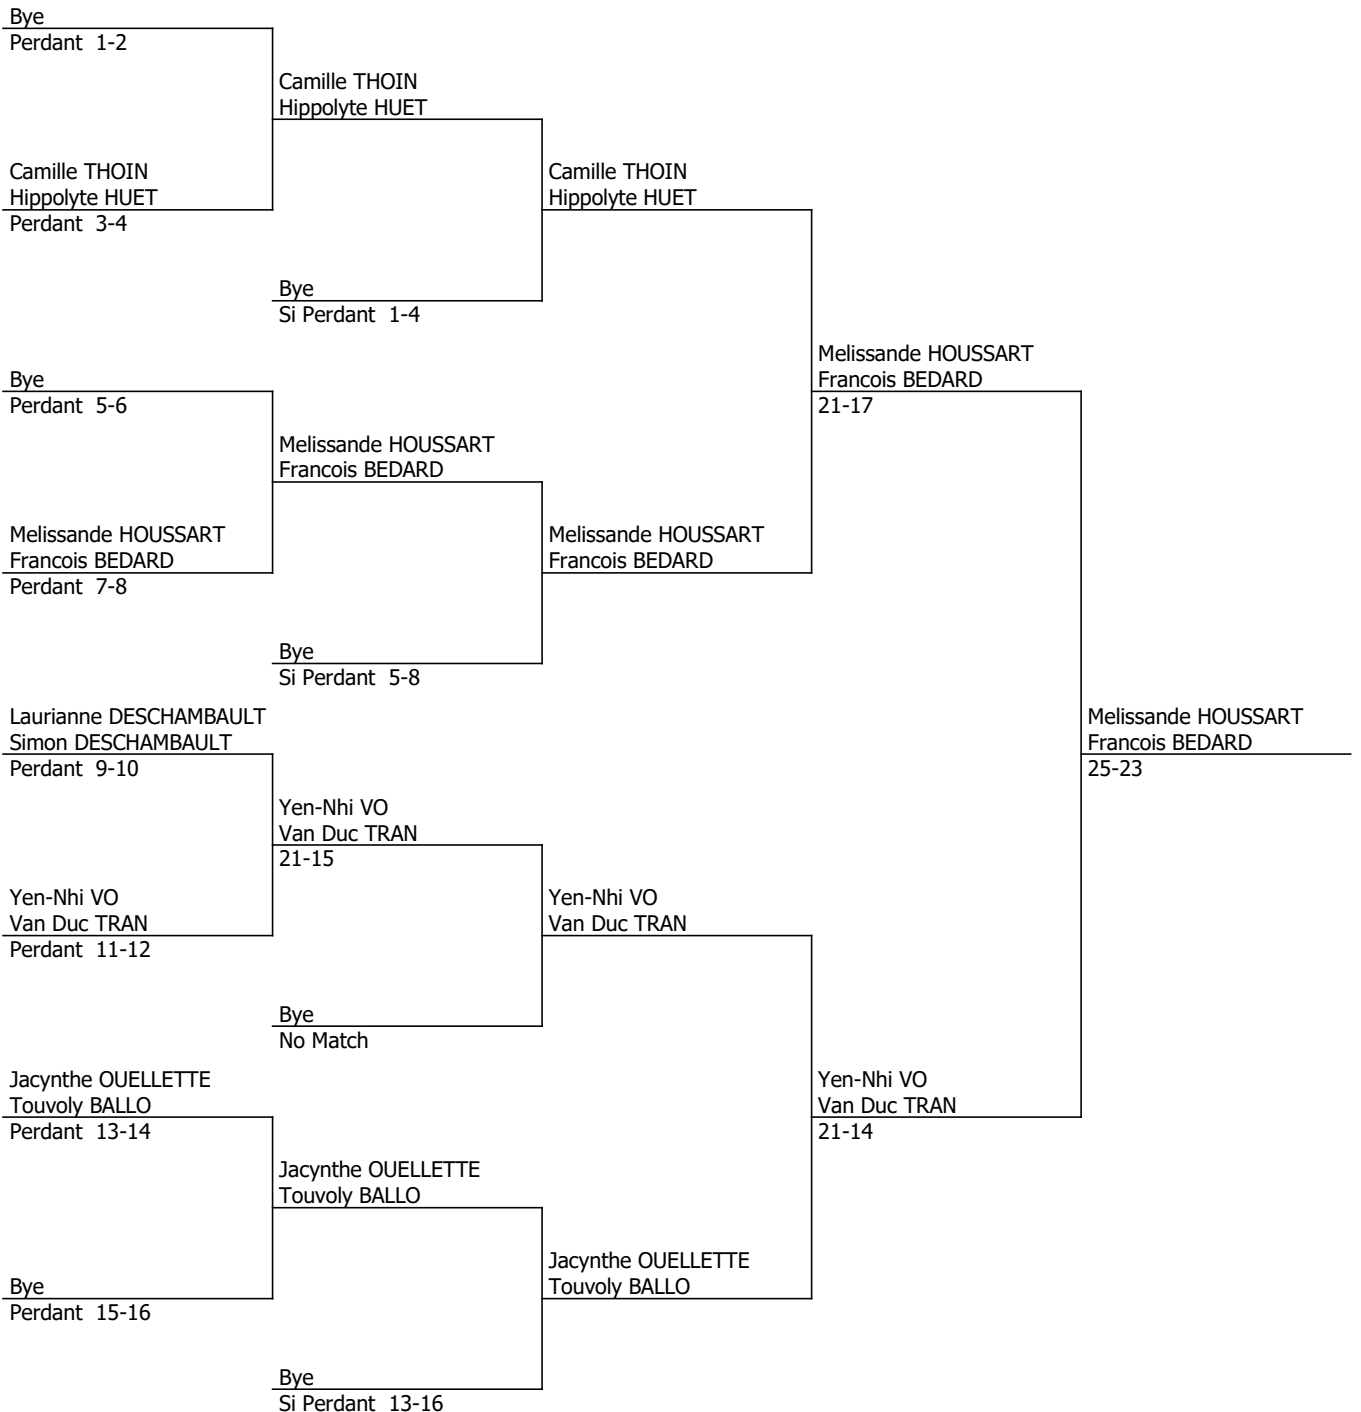 Bye
Perdant 1-2
Camille THOIN
Hippolyte HUET
Camille THOIN
Hippolyte HUET
Perdant 3-4
Camille THOIN
Hippolyte HUET
Bye
Si Perdant 1-4
Melissande HOUSSART
Francois BEDARD
21-17
Bye
Perdant 5-6
Melissande HOUSSART
Francois BEDARD
Melissande HOUSSART
Francois BEDARD
Perdant 7-8
Melissande HOUSSART
Francois BEDARD
Bye
Si Perdant 5-8
Laurianne DESCHAMBAULT
Simon DESCHAMBAULT
Perdant 9-10
Melissande HOUSSART
Francois BEDARD
25-23
Yen-Nhi VO
Van Duc TRAN
21-15
Yen-Nhi VO
Van Duc TRAN
Perdant 11-12
Yen-Nhi VO
Van Duc TRAN
Bye
No Match
Jacynthe OUELLETTE
Touvoly BALLO
Perdant 13-14
Yen-Nhi VO
Van Duc TRAN
21-14
Jacynthe OUELLETTE
Touvoly BALLO
Jacynthe OUELLETTE
Touvoly BALLO
Bye
Perdant 15-16
Bye
Si Perdant 13-16